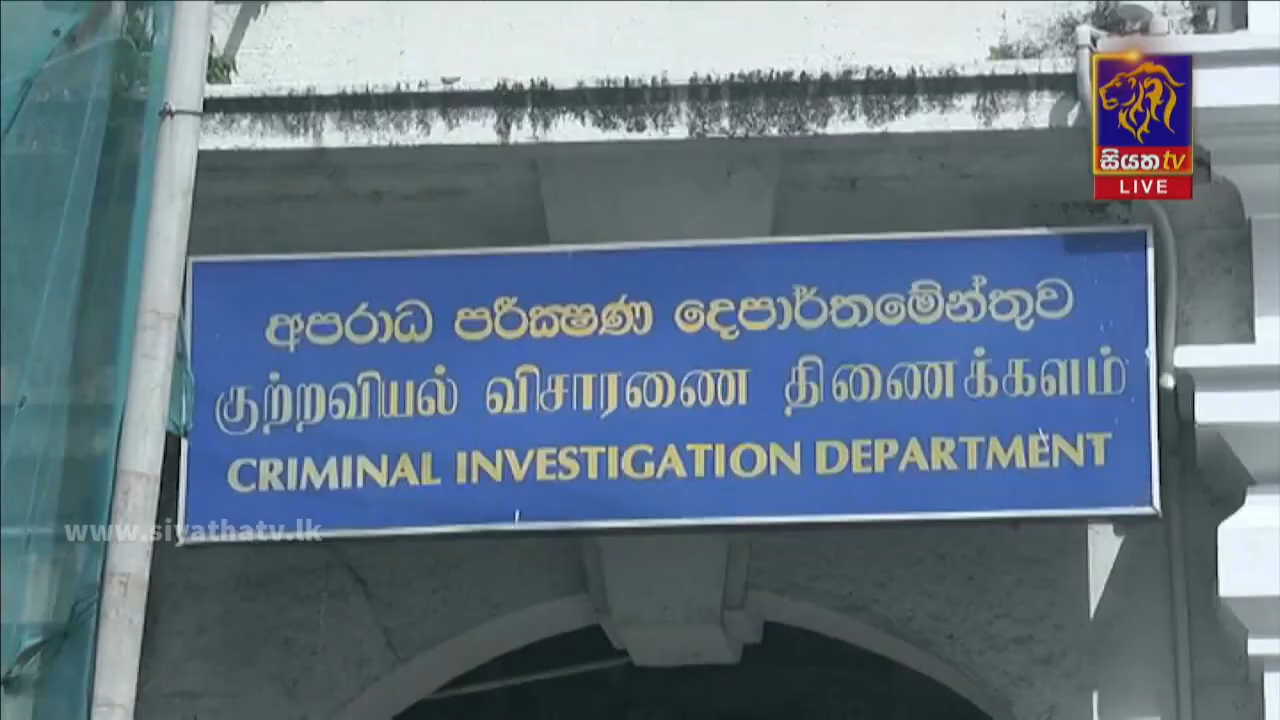 සියත tv
LIVE
අපරාධ පරීක්ෂණ දෙපාර්තමේන්තුව
குற்றவியல் விசாரணை திணைக்களம்
CRIMINAL INVESTIGATION DEPARTMENT
www.siyathatv.lk